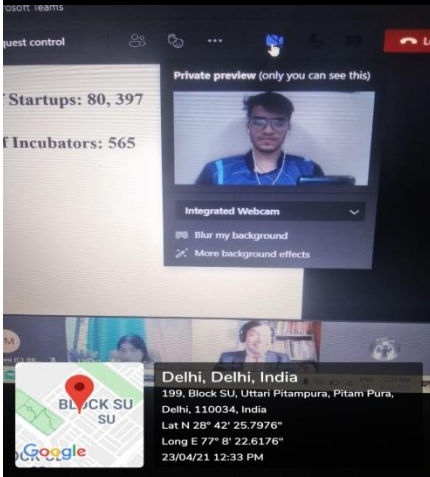 rosoft Teams
quest control
Private preview (only you can see this)
Startups: 80, 397
f Incubators: 565
Integrated Webcam
Blur my background
More background effects
M
Delhi, Delhi, India
199, Block SU, Uttari Pitampura, Pitam Pura,
Delhi, 110034, India
Lat N 28° 42' 25.7976"
Long E 77° 8' 22.6176"
23/04/21 12:33 PM
BLOCK SU
SU
Google